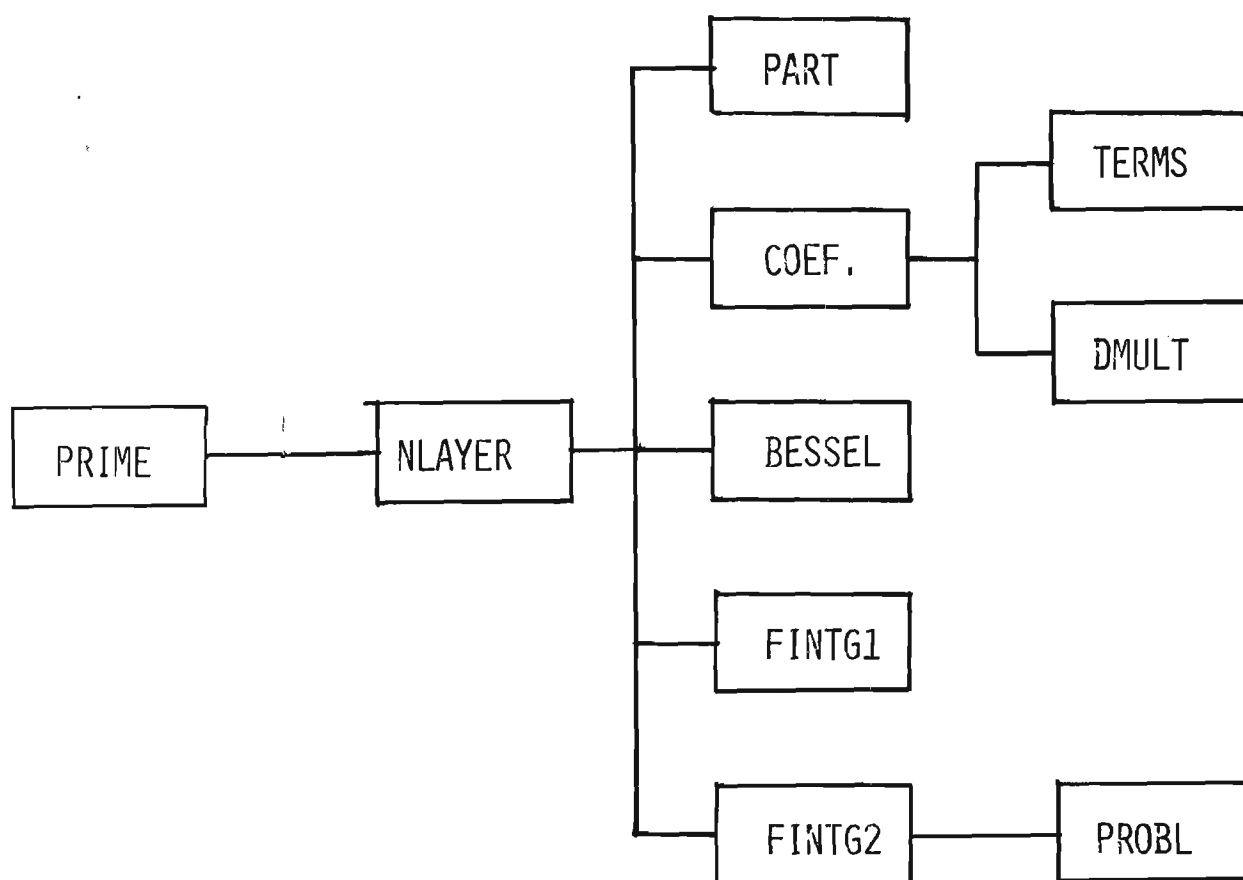 PART
TERMS
COEF.
DMULT
PRIME
NLAYER
BESSEL
FINTG1
FINTG2
PROBL